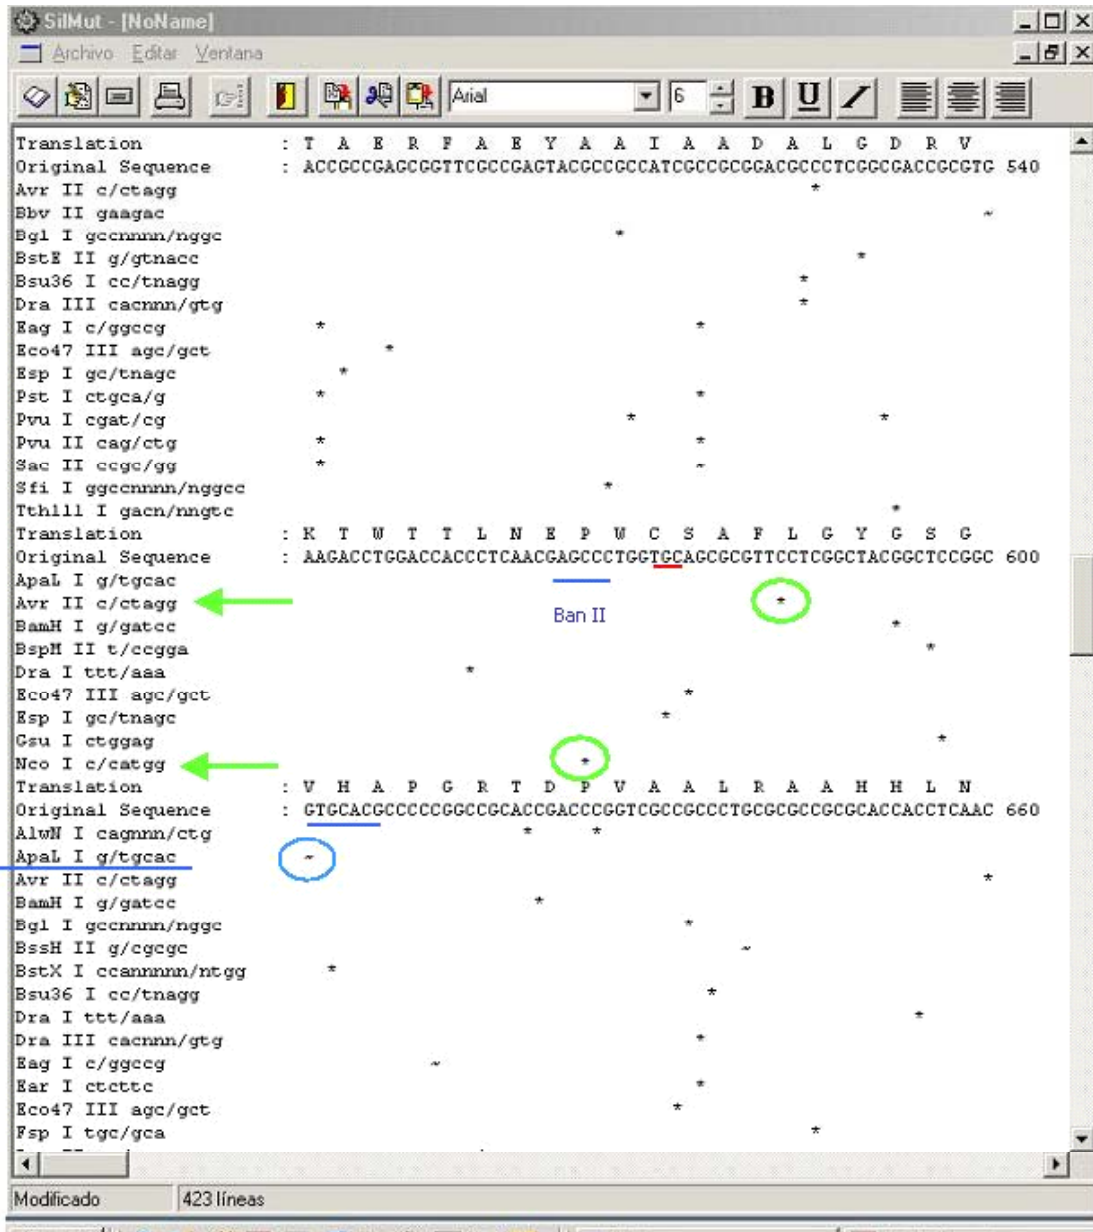 SilMut - [NoName]
Archivo Editar Ventana
Arial 6 B U I
Translation : T A E R F A E Y A A I A A D A L G D R V
Original Sequence : ACCGCCGAGCGGTTCGCCGAGTACGCCGCCATCGCCGCGGACGCCCTCGGCGACCGCGTG 540
Avr II c/ctagg *
Bbv II gaagac ~
Bgl I gccnnnn/nggc *
BstE II g/gtnacc *
Bsu36 I cc/tnagg *
Dra III cacnnn/gtg *
Eag I c/ggccg * *
Eco47 III agc/gct *
Esp I gc/tnagc *
Pst I ctgca/g * *
Pvu I cgat/cg * *
Pvu II cag/ctg * *
Sac II ccgc/gg * ~
Sfi I ggccnnnn/nggcc *
Tth111 I gacn/nngtc *
Translation : K T W T T L N E P W C S A F L G Y G S G
Original Sequence : AAGACCTGGACCACCCTCAACGAGCCCTGGTGCAGCGCGTTCCTCGGCTACGGCTCCGGC 600
ApaL I g/tgcac
Avr II c/ctagg *
Ban II
BamH I g/gatcc *
BspM II t/ccgga *
Dra I ttt/aaa *
Eco47 III agc/gct *
Esp I gc/tnagc *
Gsu I ctggag *
Nco I c/catgg *
Translation : V H A P G R T D P V A A L R A A H H L N
Original Sequence : GTGCACGCCCCCGGCCGCACCGACCCGGTCGCCGCCCTGCGCGCCGCGCACCACCTCAAC 660
AlwN I cagnnn/ctg * *
ApaL I g/tgcac ~
Avr II c/ctagg *
BamH I g/gatcc *
Bgl I gccnnnn/nggc *
BssH II g/cgcgc ~
BstX I ccannnnn/ntgg *
Bsu36 I cc/tnagg *
Dra I ttt/aaa *
Dra III cacnnn/gtg *
Eag I c/ggccg ~
Ear I ctcttc *
Eco47 III agc/gct *
Fsp I tgc/gca *
Modificado 423 líneas